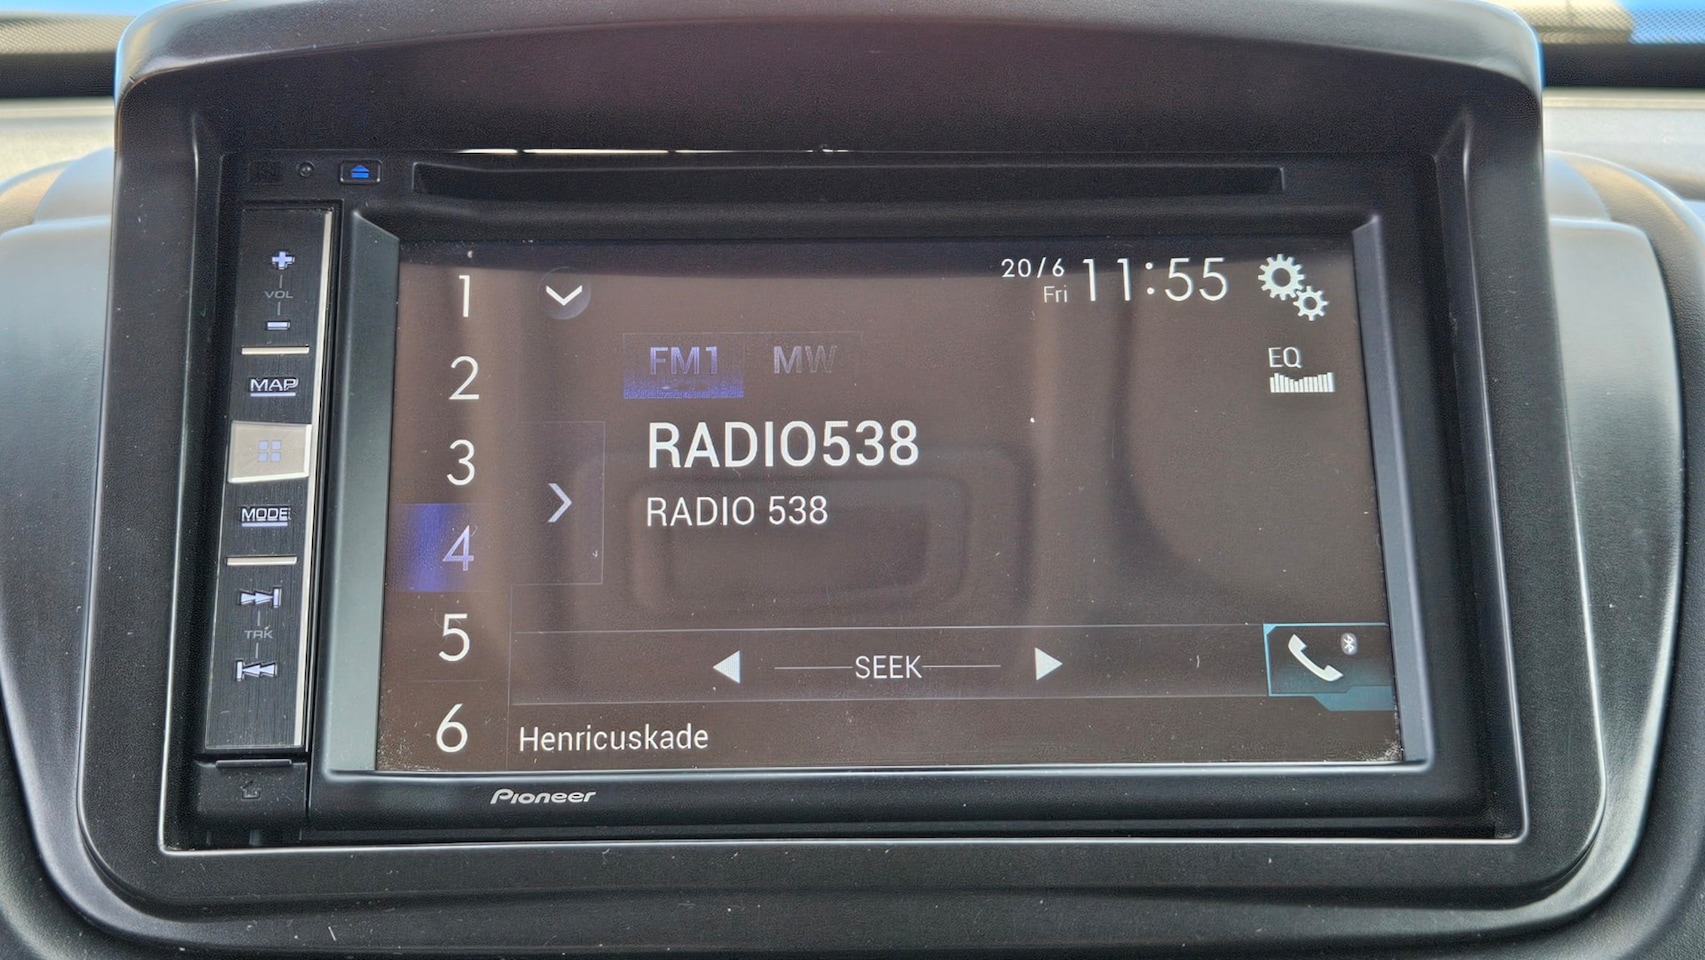 VOL
MAP
MODE
TRK
1
2
3
4
5
6
20/6
Fri
11:55
FM1 MW
EQ
RADIO538
RADIO 538
SEEK
Henricuskade
Pioneer